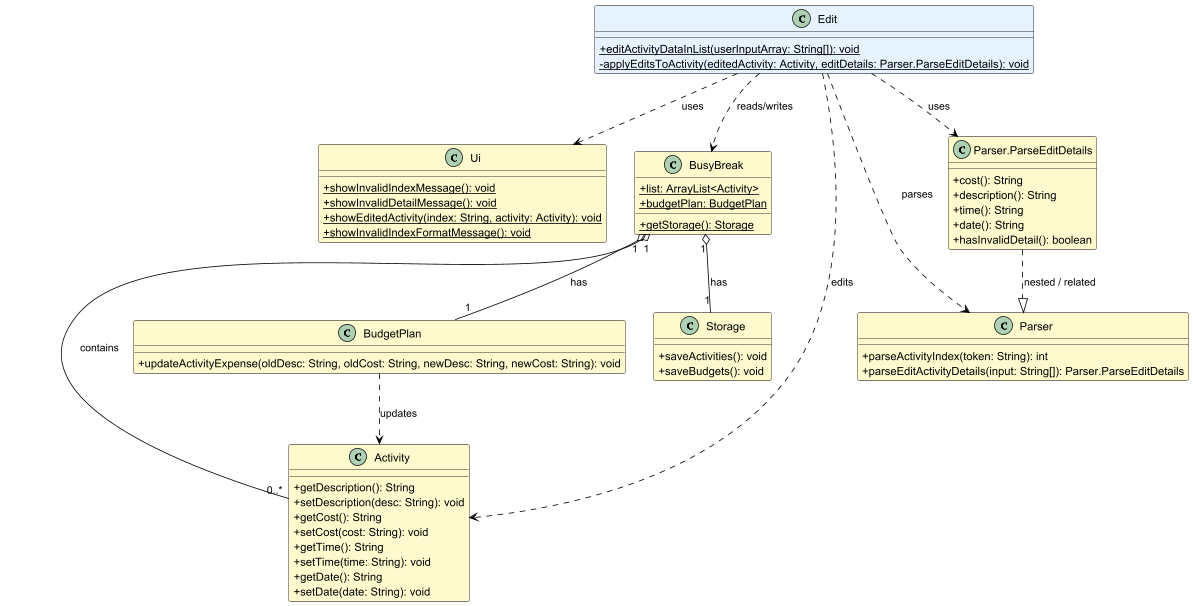 C Edit
+editActivityDataInList(userInputArray: String[]): void
-applyEditsToActivity(editedActivity: Activity, editDetails: Parser.ParseEditDetails): void
uses
reads/writes
uses
C Ui
+showInvalidIndexMessage(): void
+showInvalidDetailMessage(): void
+showEditedActivity(index: String, activity: Activity): void
+showInvalidIndexFormatMessage(): void
C BusyBreak
+list: ArrayList<Activity>
+budgetPlan: BudgetPlan
+getStorage(): Storage
C Parser.ParseEditDetails
+cost(): String
+description(): String
+time(): String
+date(): String
+hasInvalidDetail(): boolean
parses
1
1
1
has
has
edits
nested / related
1
1
C BudgetPlan
+updateActivityExpense(oldDesc: String, oldCost: String, newDesc: String, newCost: String): void
C Storage
+saveActivities(): void
+saveBudgets(): void
C Parser
+parseActivityIndex(token: String): int
+parseEditActivityDetails(input: String[]): Parser.ParseEditDetails
contains
updates
0..*
C Activity
+getDescription(): String
+setDescription(desc: String): void
+getCost(): String
+setCost(cost: String): void
+getTime(): String
+setTime(time: String): void
+getDate(): String
+setDate(date: String): void